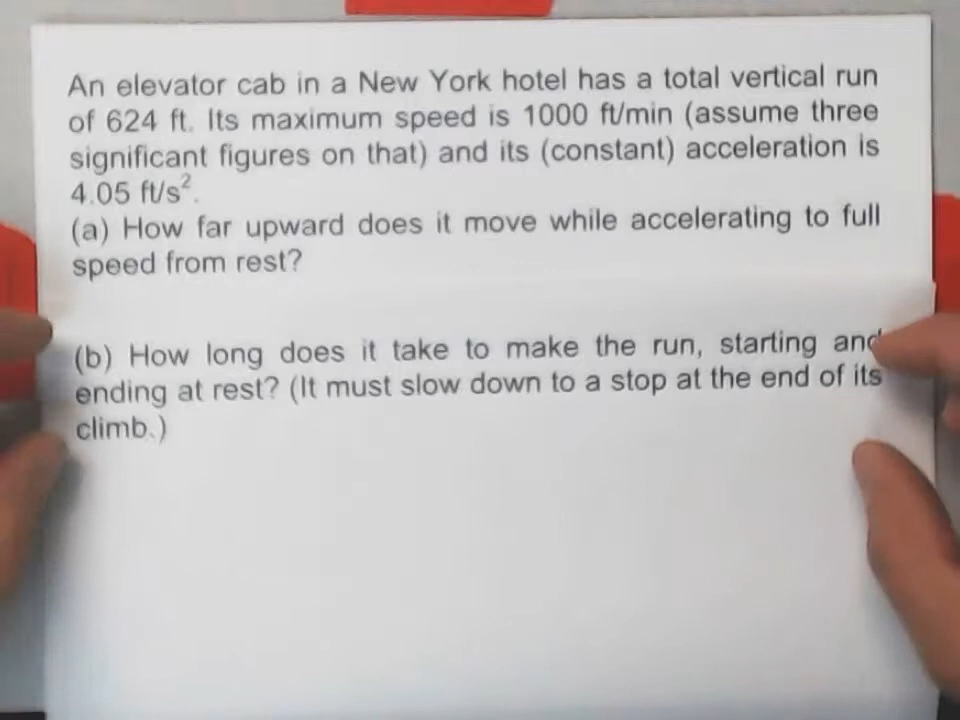 An elevator cab in a New York hotel has a total vertical run
of 624 ft. Its maximum speed is 1000 ft/min (assume three
significant figures on that) and its (constant) acceleration is
4.05 ft/s².
(a) How far upward does it move while accelerating to full
speed from rest?
(b) How long does it take to make the run, starting and
ending at rest? (It must slow down to a stop at the end of its
climb.)